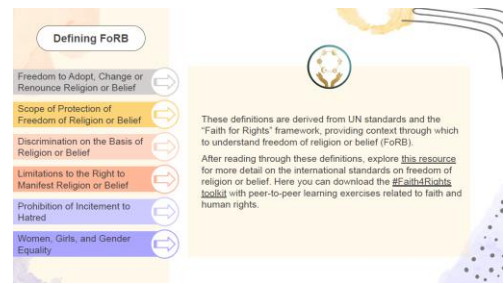 Defining FoRB
Freedom to Adopt, Change or
Renounce Religion or Belief
Scope of Protection of
Freedom of Religion or Belief
Discrimination on the Basis of
Religion or Belief
Limitations to the Right to
Manifest Religion or Belief
Prohibition of Incitement to
Hatred
Women, Girls, and Gender
Equality
These definitions are derived from UN standards and the
"Faith for Rights" framework, providing context through which
to understand freedom of religion or belief (FoRB).
After reading through these definitions, explore this resource
for more detail on the international standards on freedom of
religion or belief. Here you can download the #Faith4Rights
toolkit with peer-to-peer learning exercises related to faith and
human rights.